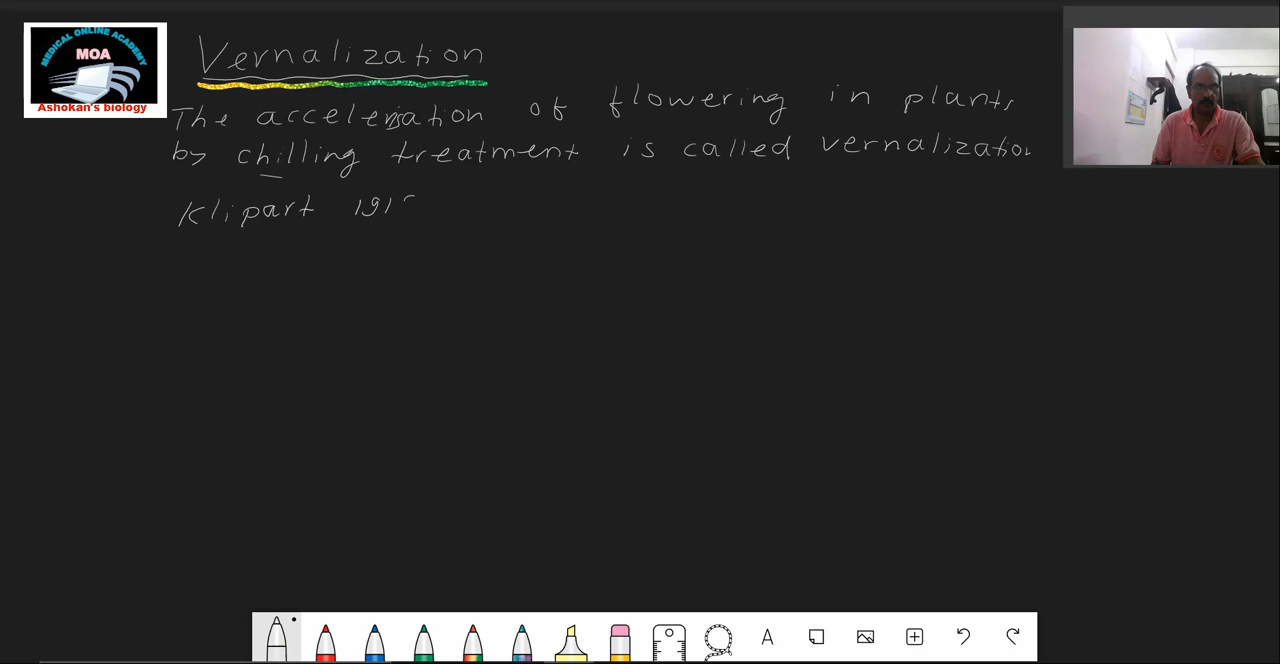 MEDICAL ONLINE ACADEMY
MOA
Ashokan's biology
Vernalization
The acceleration of flowering in plants
by chilling treatment is called vernalization
Klipart
A